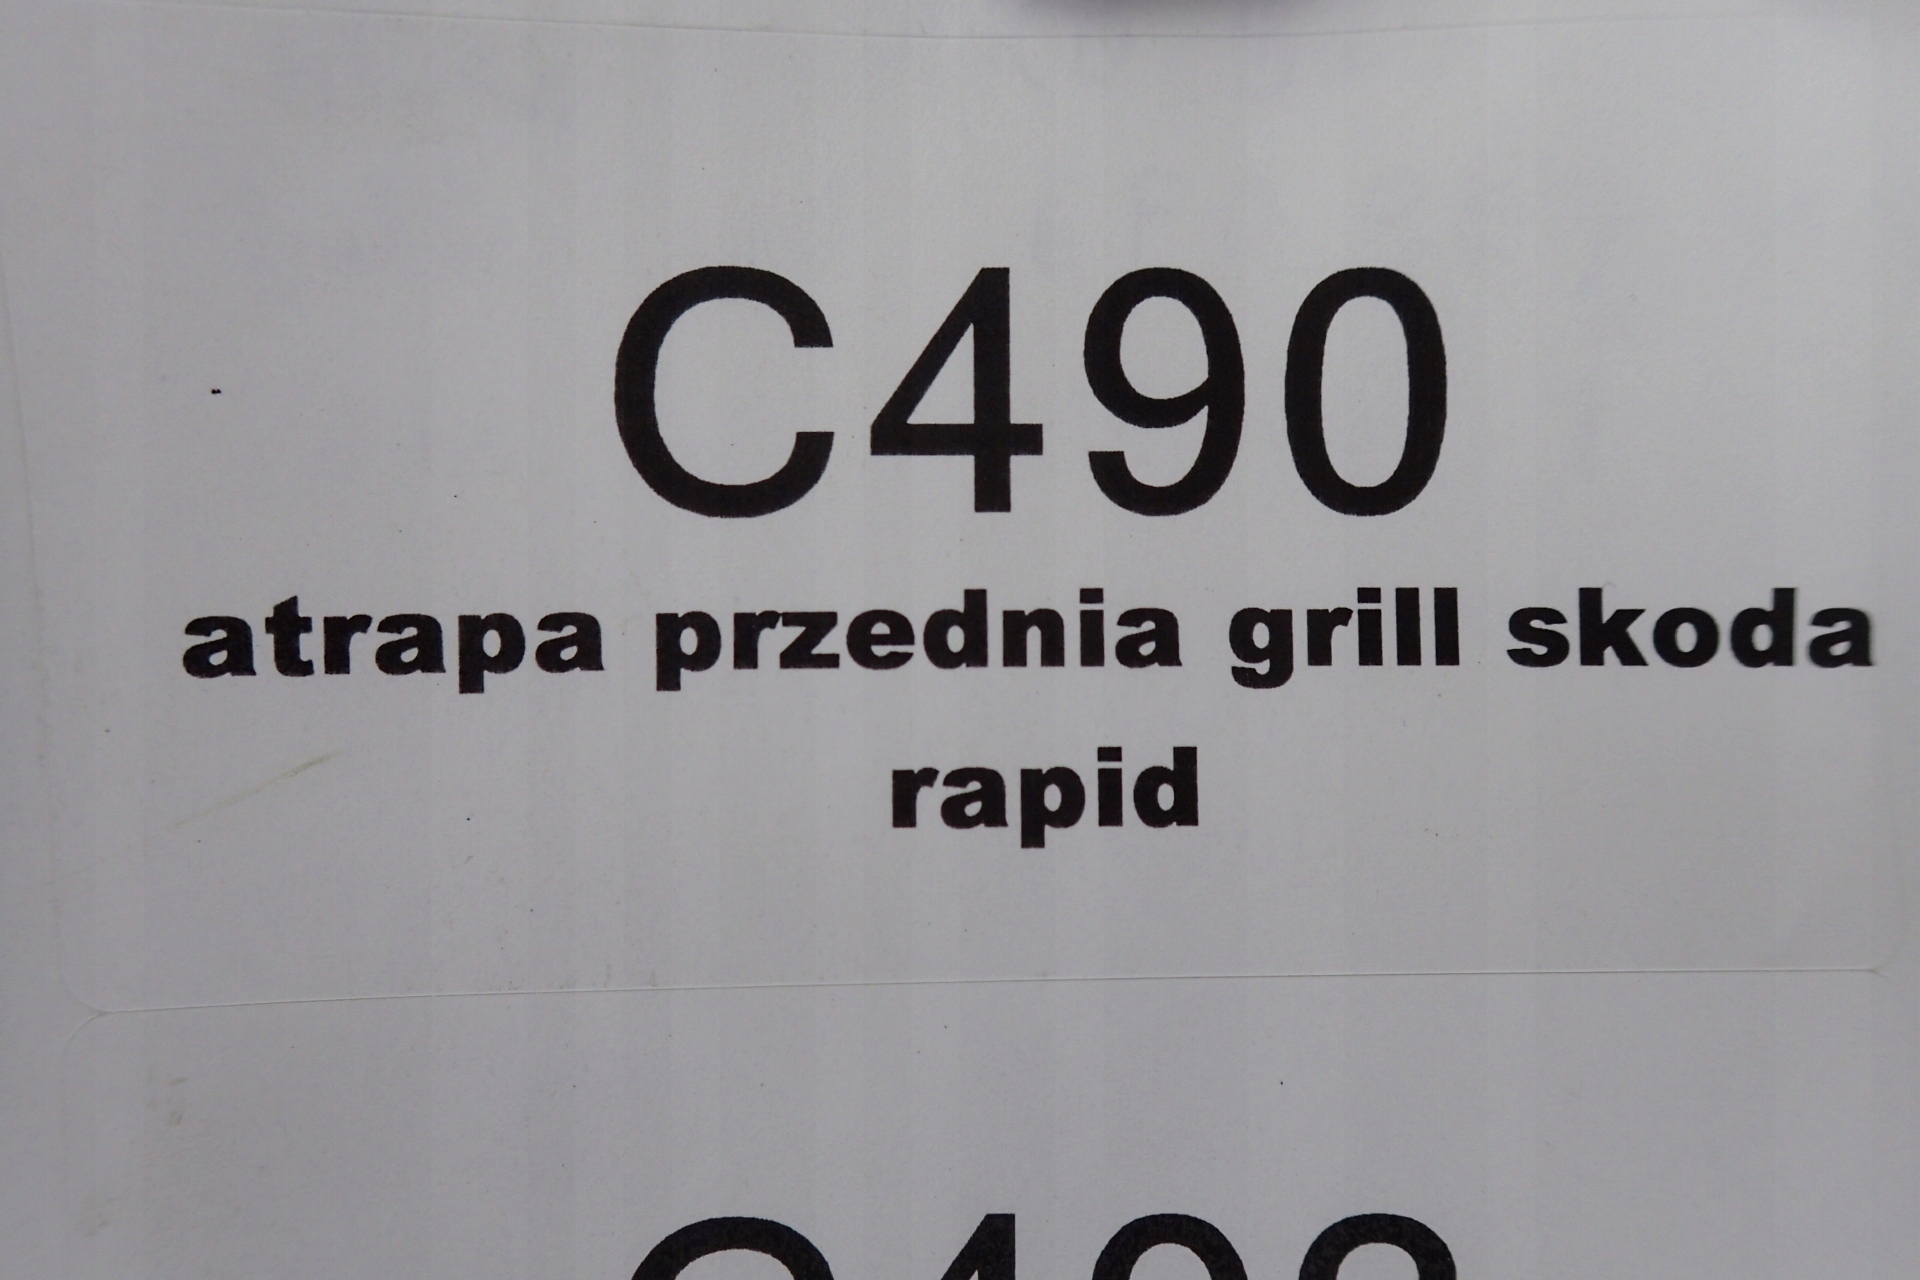 C490
atrapa przednia grill skoda
rapid